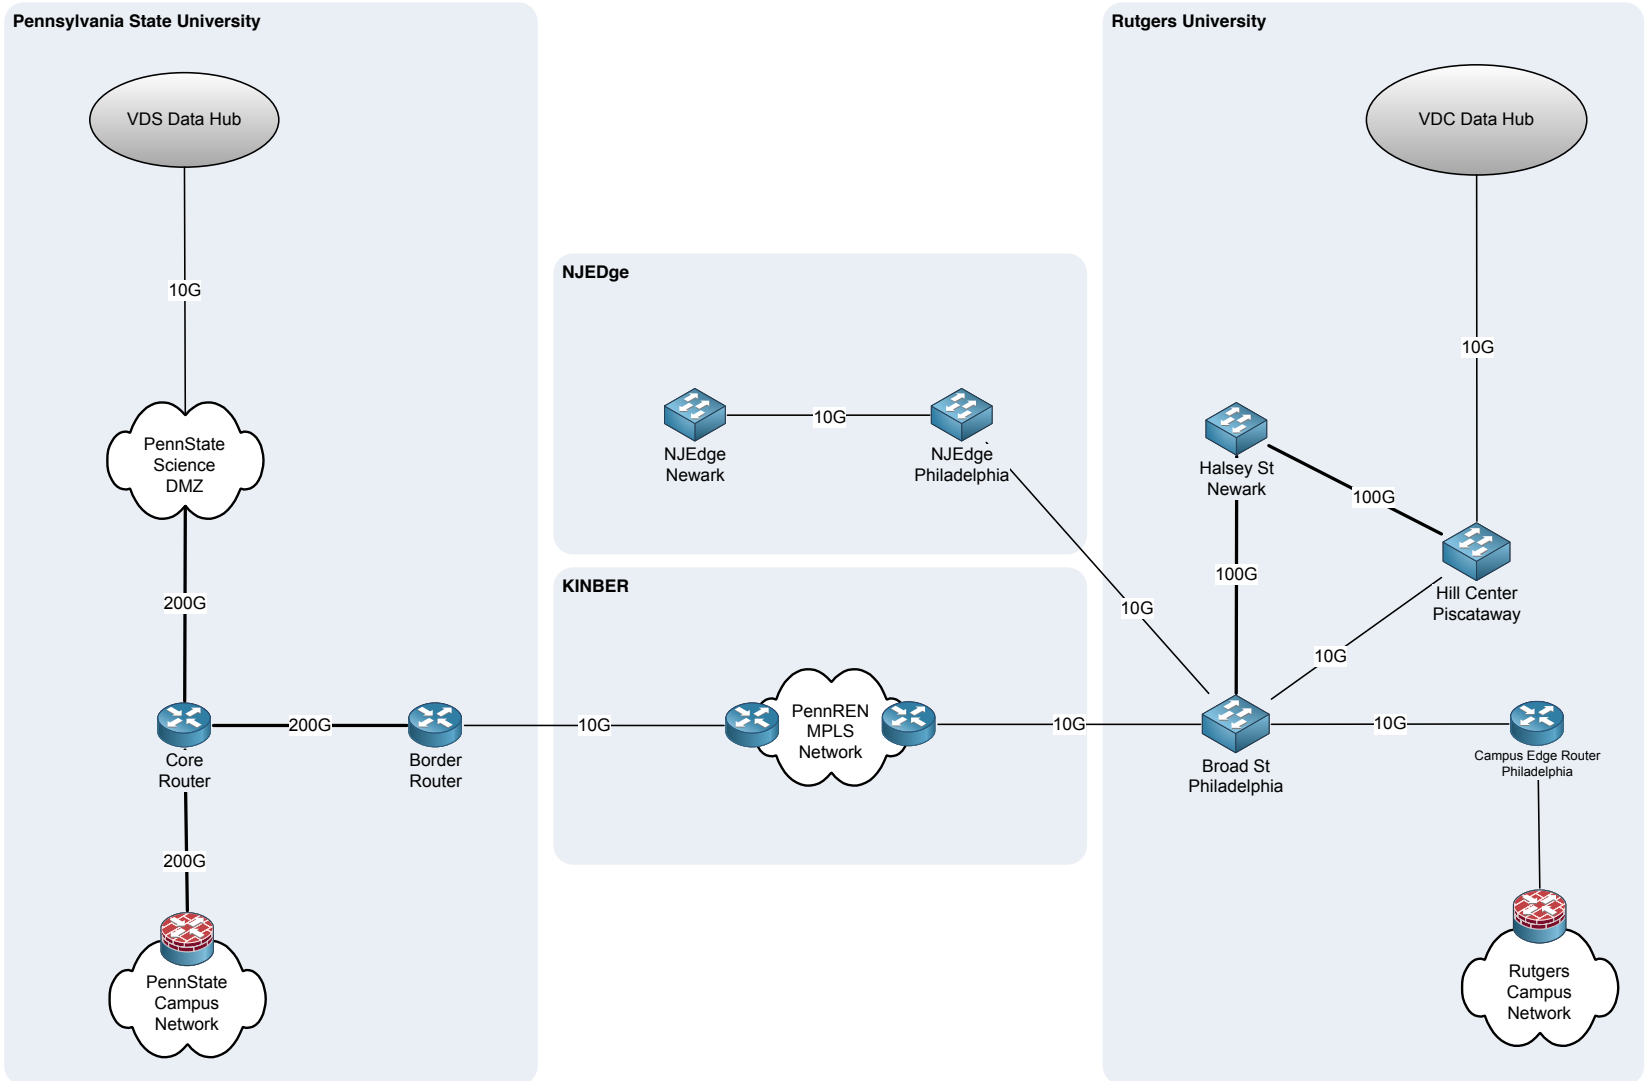 Pennsylvania State University
VDS Data Hub
10G
PennState
Science
DMZ
200G
Core
Router
200G
Border
Router
200G
PennState
Campus
Network
NJEDge
NJEdge
Newark
10G
NJEdge
Philadelphia
KINBER
10G
PennREN
MPLS
Network
10G
10G
Rutgers University
VDC Data Hub
10G
Halsey St
Newark
100G
100G
Hill Center
Piscataway
10G
Broad St
Philadelphia
10G
Campus Edge Router
Philadelphia
Rutgers
Campus
Network